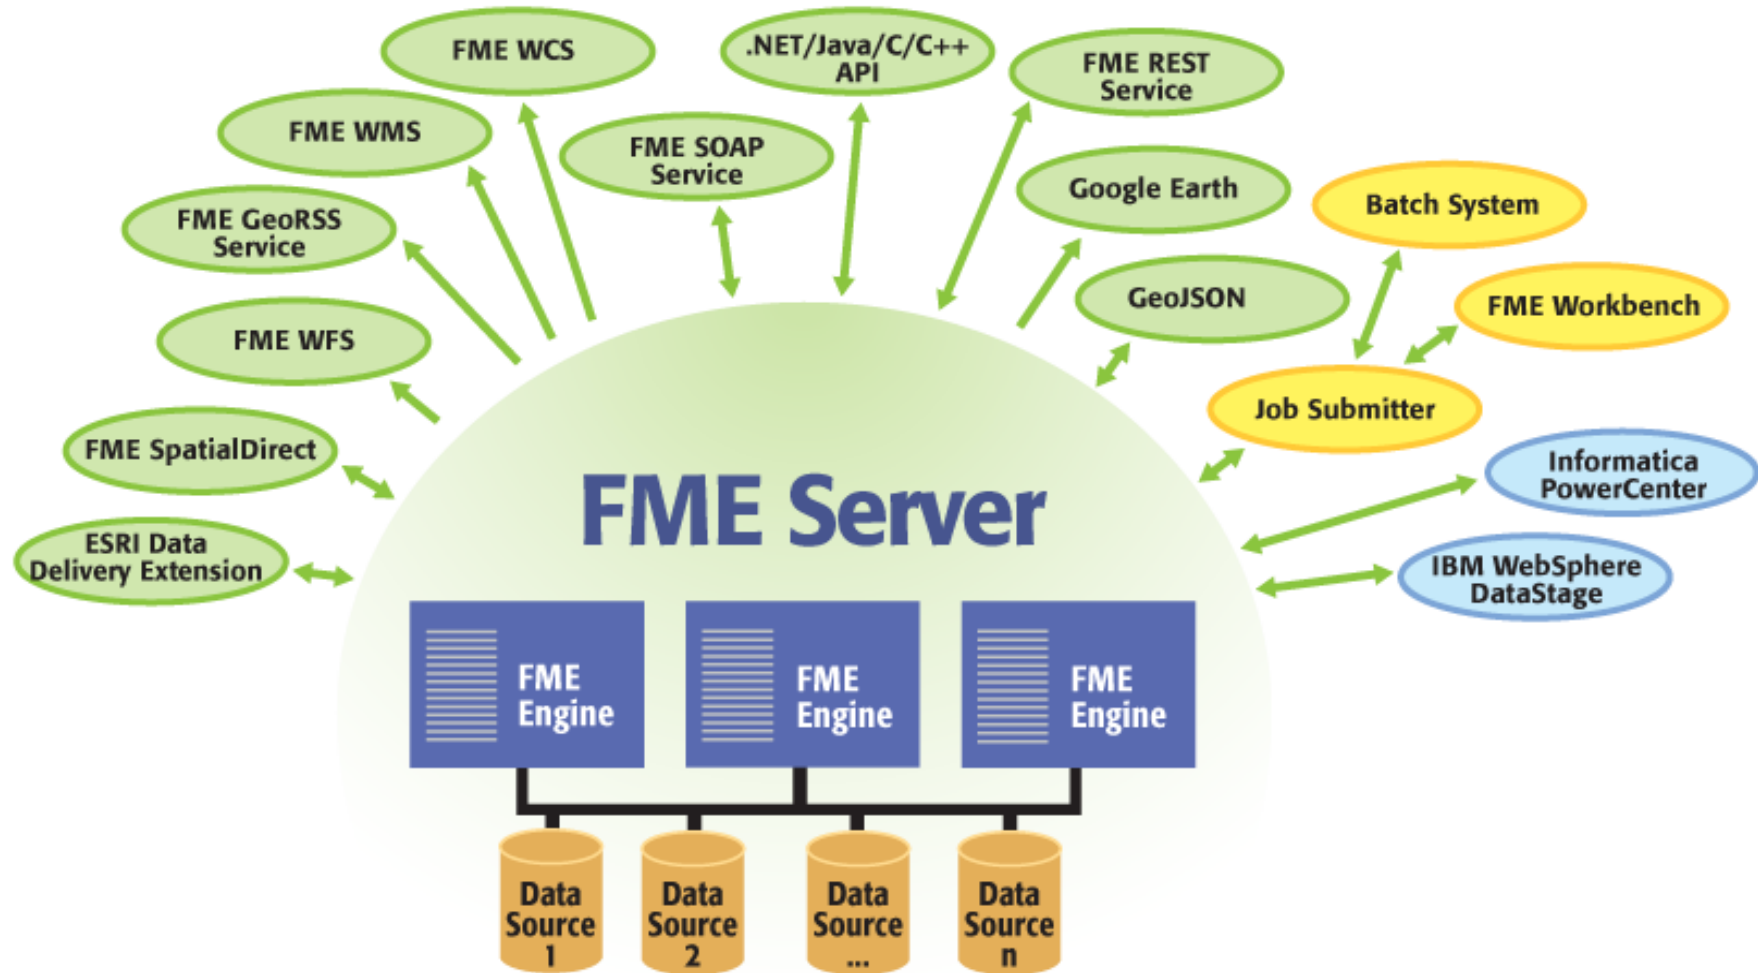 FME WCS
.NET/Java/C/C++
API
FME REST
Service
FME WMS
FME SOAP
Service
Google Earth
Batch System
FME GeoRSS
Service
GeoJSON
FME Workbench
FME WFS
Job Submitter
FME SpatialDirect
Informatica
PowerCenter
ESRI Data
Delivery Extension
IBM WebSphere
DataStage
FME Server
FME
Engine
FME
Engine
FME
Engine
Data
Source
1
Data
Source
2
Data
Source
...
Data
Source
n